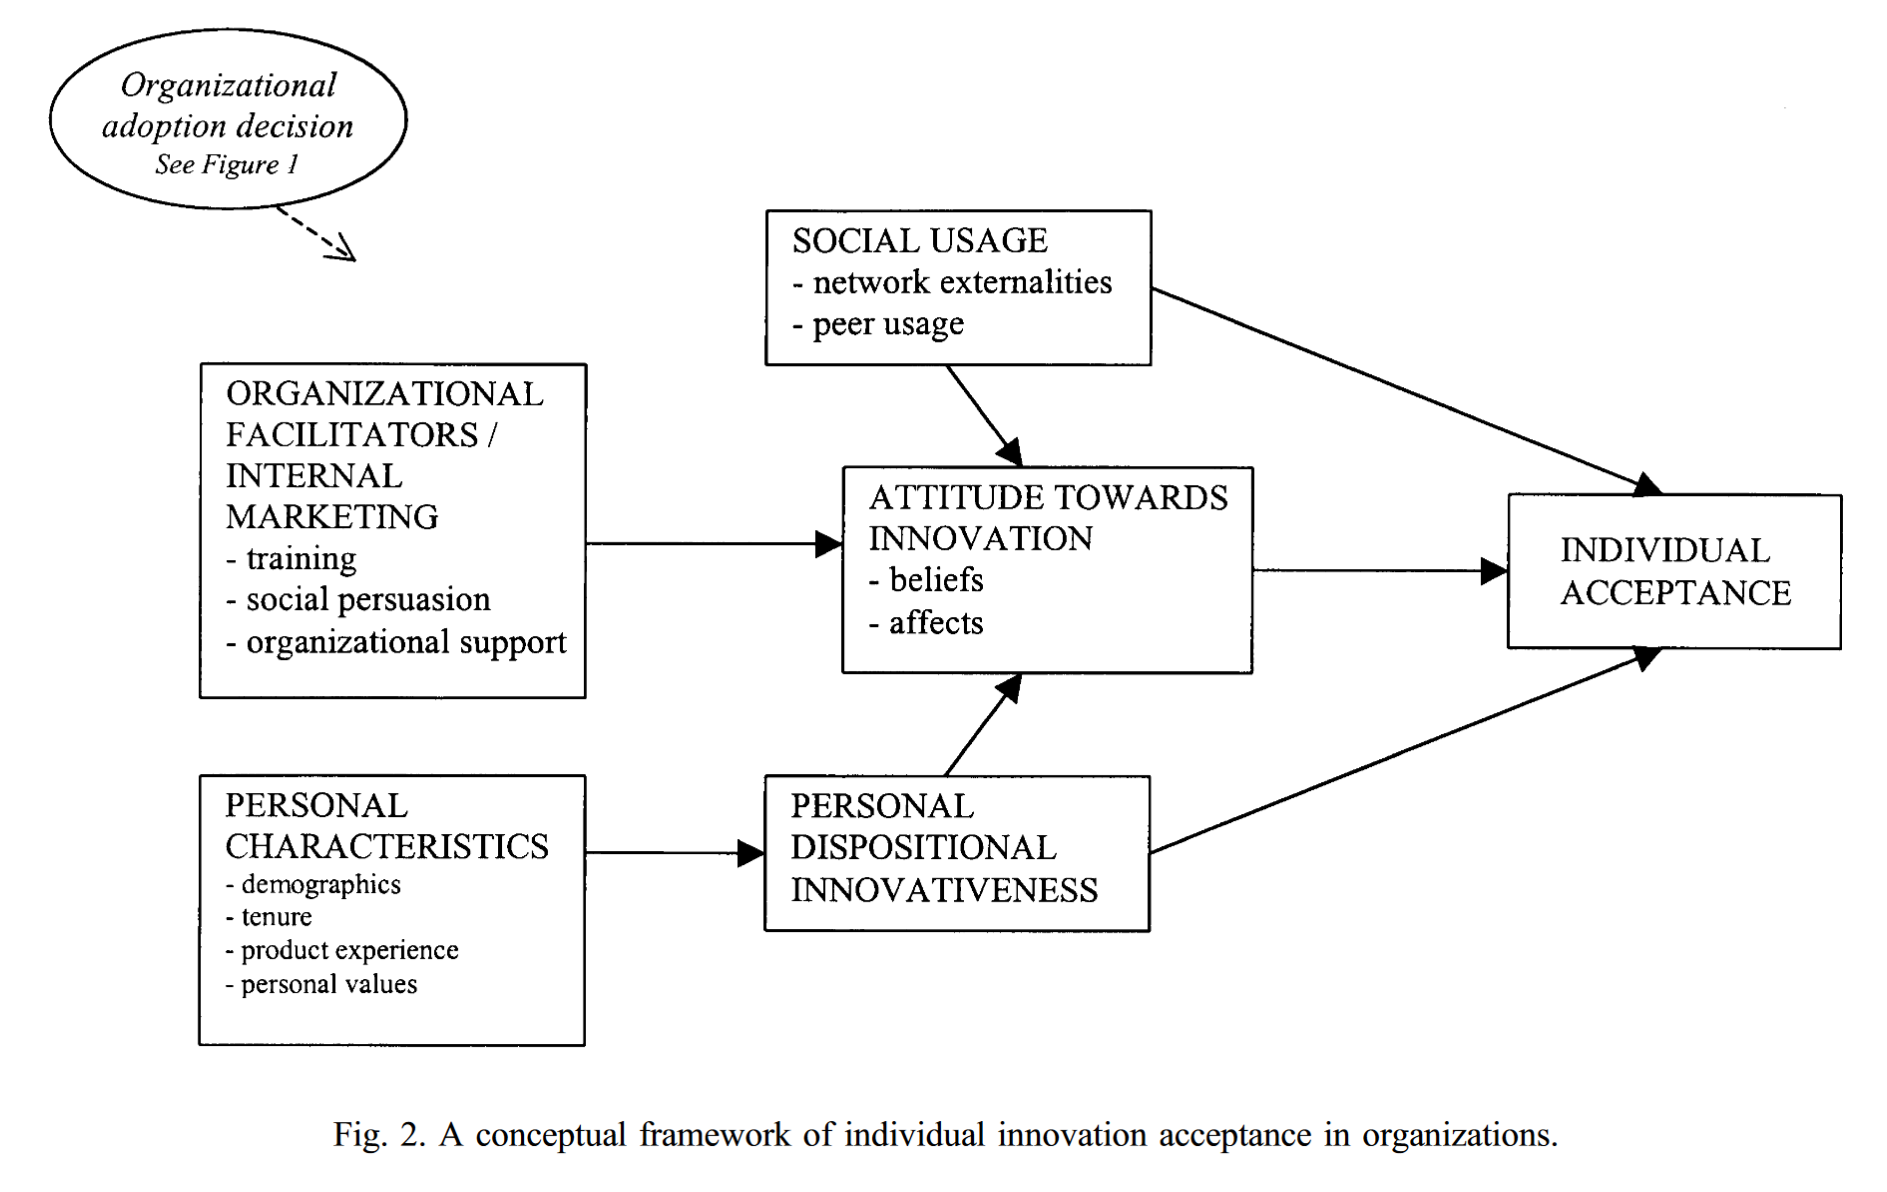 Organizational
adoption decision
See Figure 1
SOCIAL USAGE
- network externalities
- peer usage
ORGANIZATIONAL
FACILITATORS /
INTERNAL
MARKETING
- training
- social persuasion
- organizational support
ATTITUDE TOWARDS
INNOVATION
- beliefs
- affects
INDIVIDUAL
ACCEPTANCE
PERSONAL
CHARACTERISTICS
- demographics
- tenure
- product experience
- personal values
PERSONAL
DISPOSITIONAL
INNOVATIVENESS
Fig. 2. A conceptual framework of individual innovation acceptance in organizations.